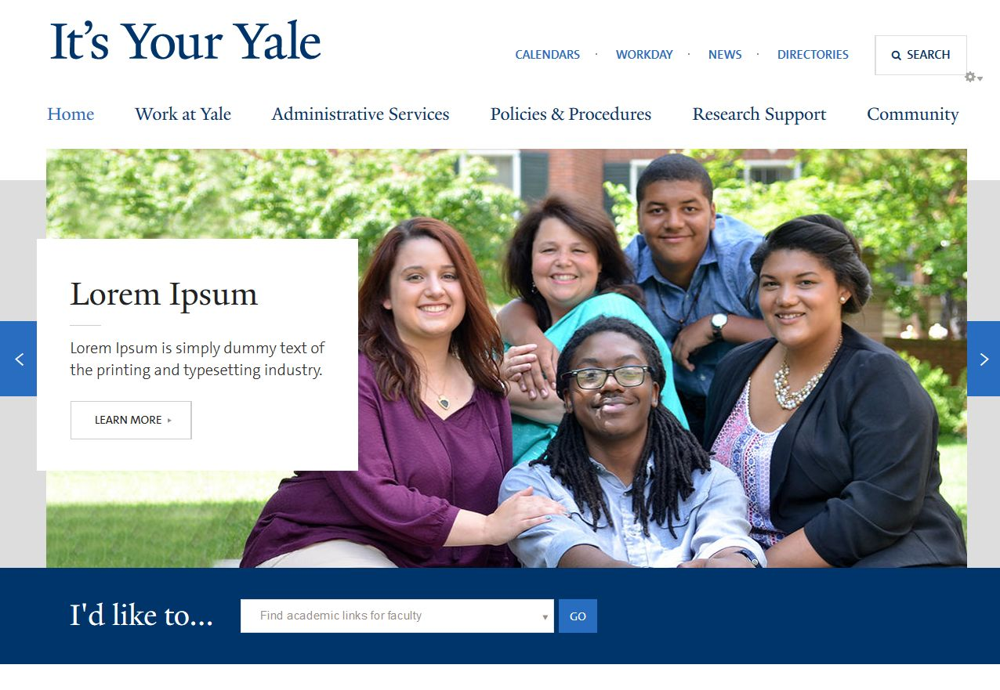 It’s Your Yale
CALENDARS · WORKDAY · NEWS · DIRECTORIES
SEARCH
Home Work at Yale Administrative Services Policies & Procedures Research Support Community
Lorem Ipsum
Lorem Ipsum is simply dummy text of
the printing and typesetting industry.
LEARN MORE
I'd like to...
Find academic links for faculty
GO